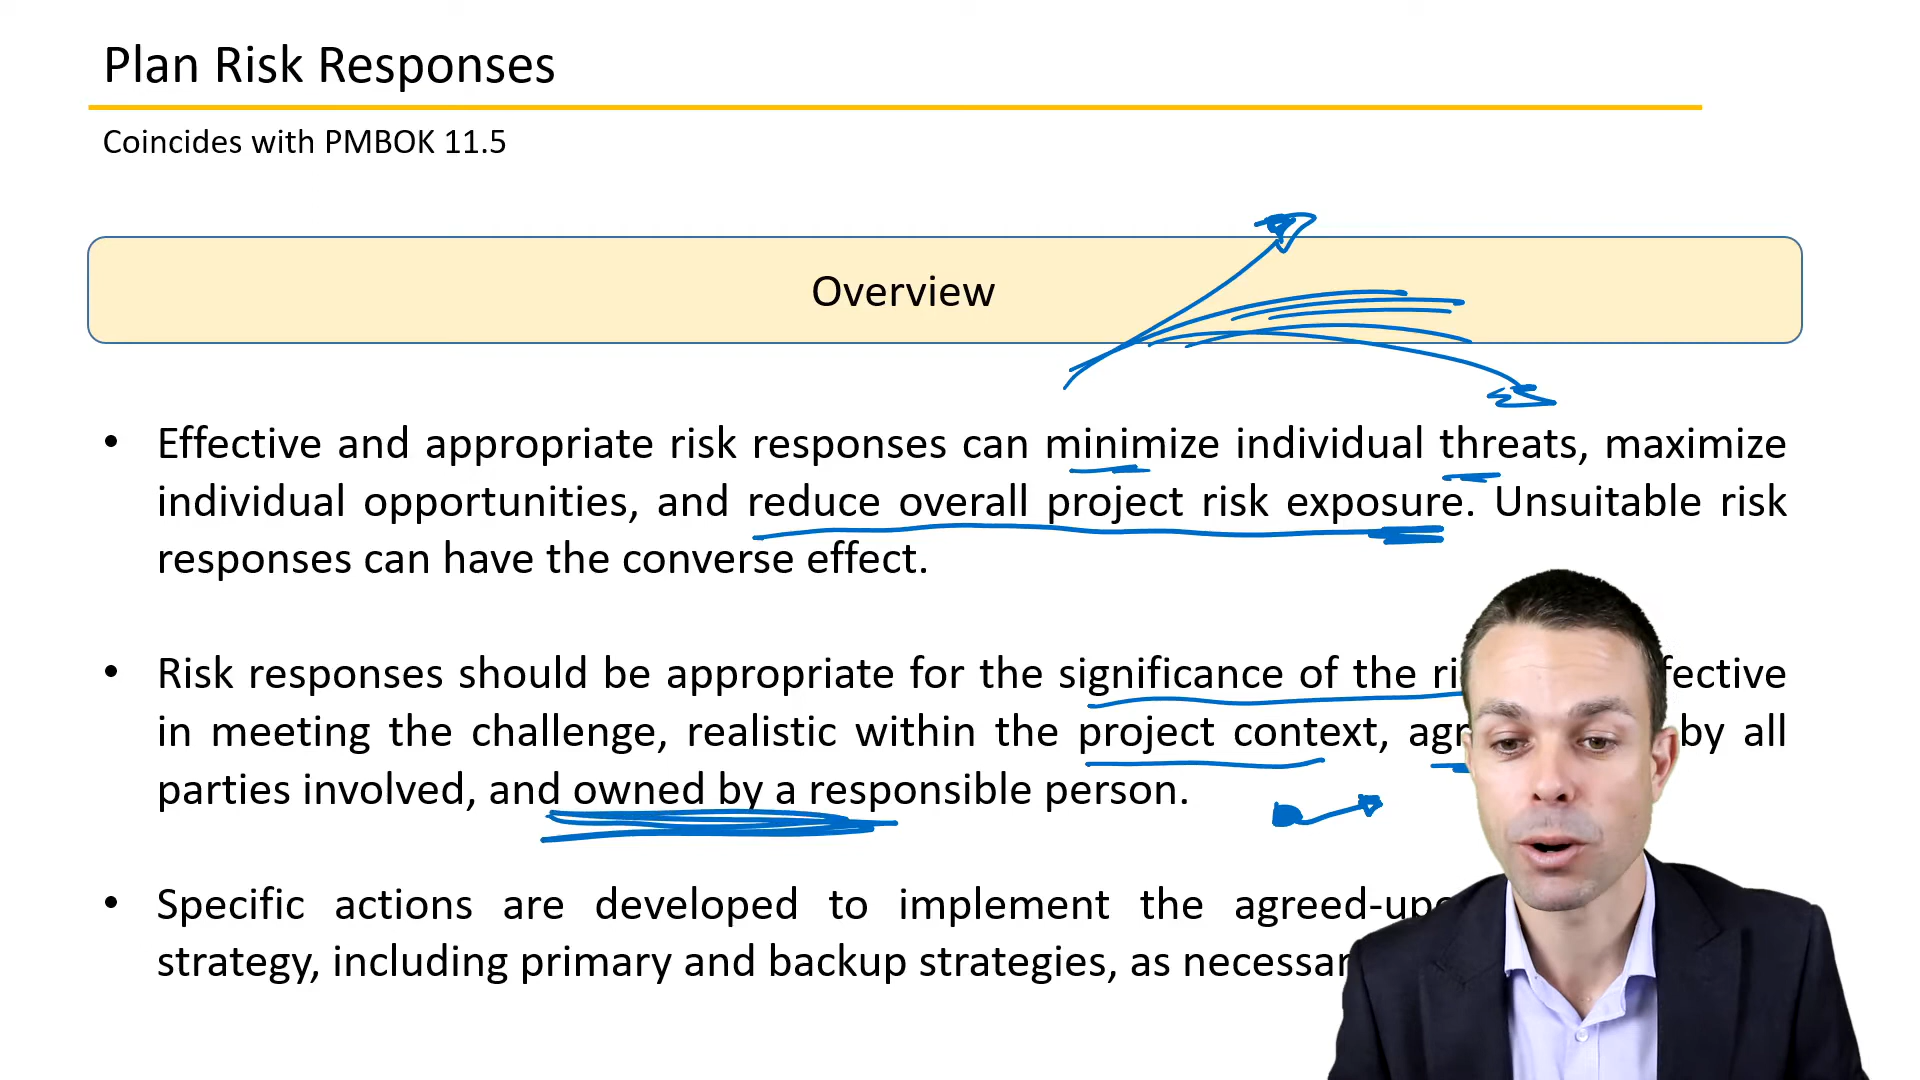 Plan Risk Responses
Coincides with PMBOK 11.5
Overview
• Effective and appropriate risk responses can minimize individual threats, maximize
individual opportunities, and reduce overall project risk exposure. Unsuitable risk
responses can have the converse effect.
• Risk responses should be appropriate for the significance of the
in meeting the challenge, realistic within the project context, by all
parties involved, and owned by a responsible person.
• Specific actions are developed to implement the
strategy, including primary and backup strategies, as